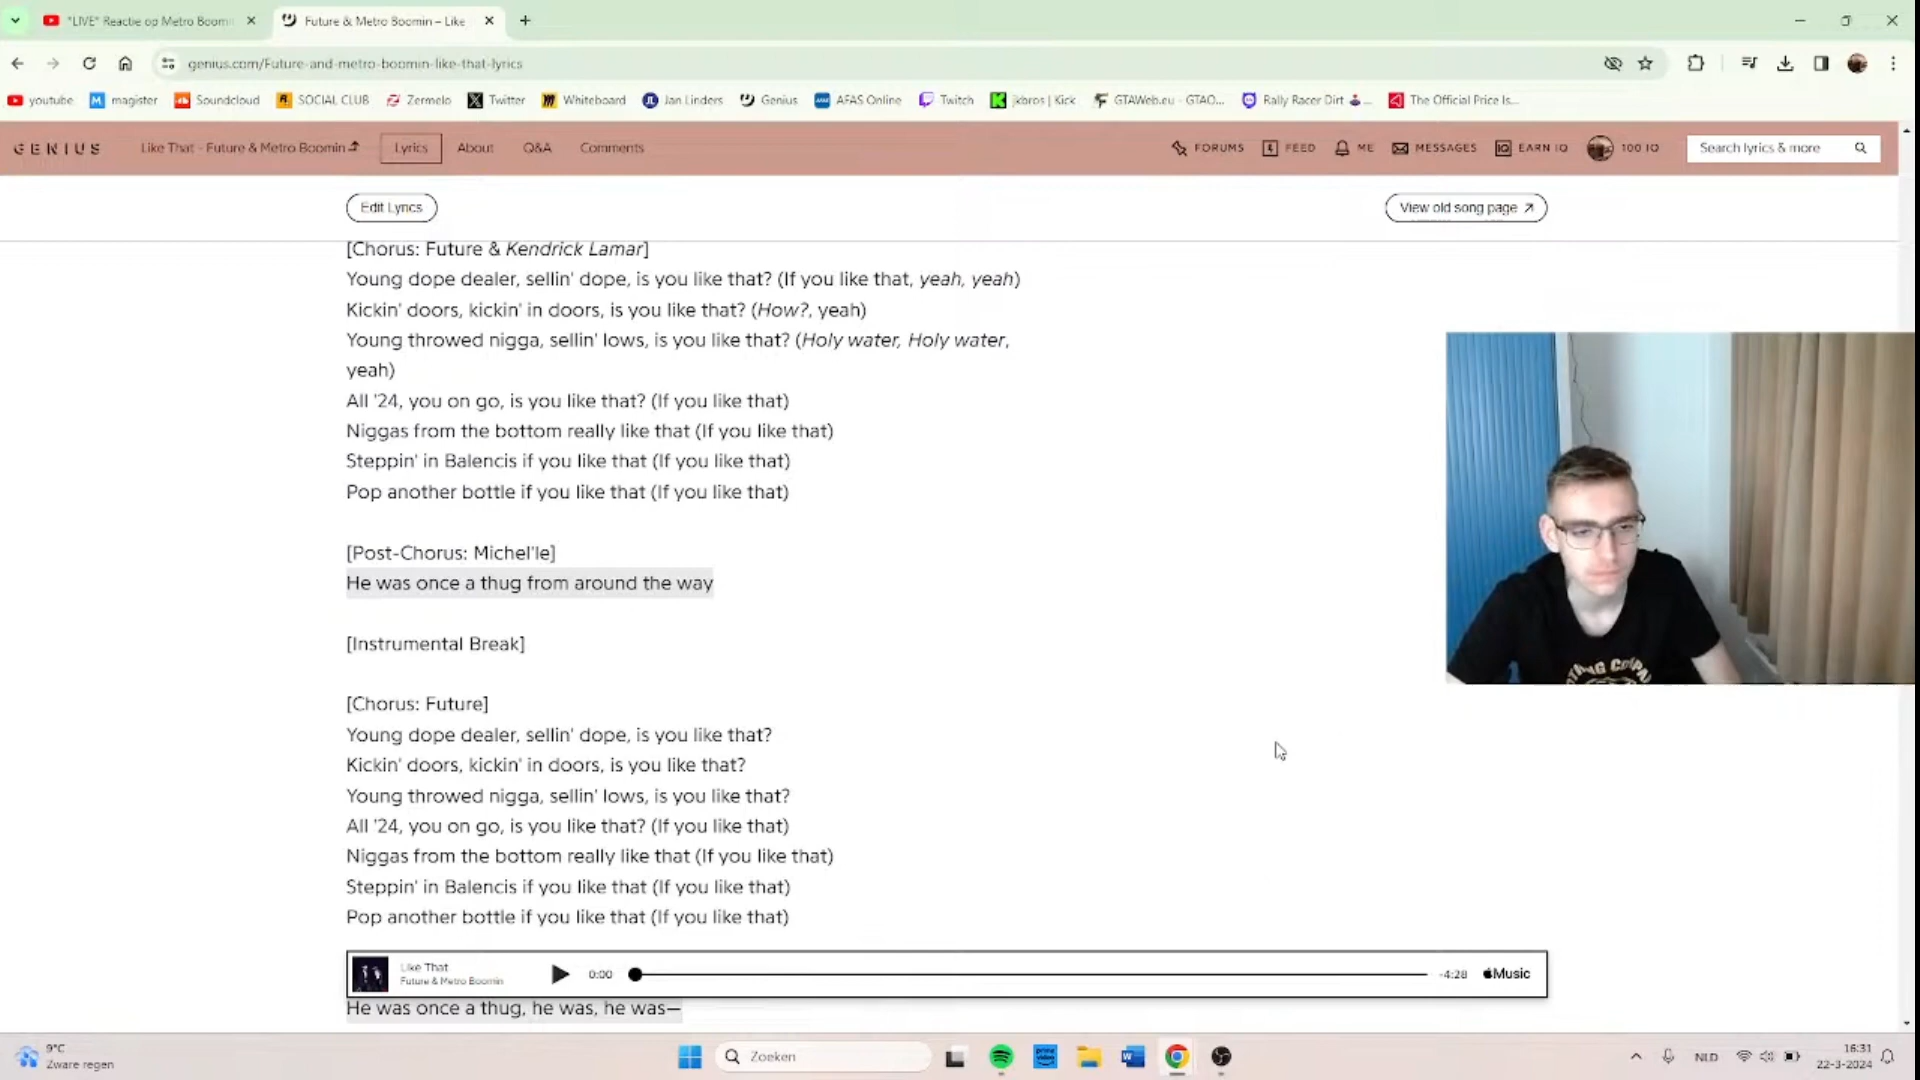 "LIVE" Reactie op Metro Boomi
Future & Metro Boomin – Like
genius.com/Future-and-metro-boomin-like-that-lyrics
youtube magister Soundcloud SOCIAL CLUB Zermelo Twitter Whiteboard Jan Linders Genius AFAS Online Twitch jkbros | Kick GTAWeb.eu - GTAO... Rally Racer Dirt ... The Official Price Is...
GENIUS Like That - Future & Metro Boomin Lyrics About Q&A Comments FORUMS FEED ME MESSAGES EARN IQ 100 IQ Search lyrics & more
Edit Lyrics View old song page
[Chorus: Future & Kendrick Lamar]
Young dope dealer, sellin' dope, is you like that? (If you like that, yeah, yeah)
Kickin' doors, kickin' in doors, is you like that? (How?, yeah)
Young throwed nigga, sellin' lows, is you like that? (Holy water, Holy water,
yeah)
All '24, you on go, is you like that? (If you like that)
Niggas from the bottom really like that (If you like that)
Steppin' in Balencis if you like that (If you like that)
Pop another bottle if you like that (If you like that)
[Post-Chorus: Michel'le]
He was once a thug from around the way
[Instrumental Break]
[Chorus: Future]
Young dope dealer, sellin' dope, is you like that?
Kickin' doors, kickin' in doors, is you like that?
Young throwed nigga, sellin' lows, is you like that?
All '24, you on go, is you like that? (If you like that)
Niggas from the bottom really like that (If you like that)
Steppin' in Balencis if you like that (If you like that)
Pop another bottle if you like that (If you like that)
Like That
Future & Metro Boomin
0:00 -4:28 Music
He was once a thug, he was, he was—
9°C
Zware regen
Zoeken
prime video
NLD
16:31
22-3-2024